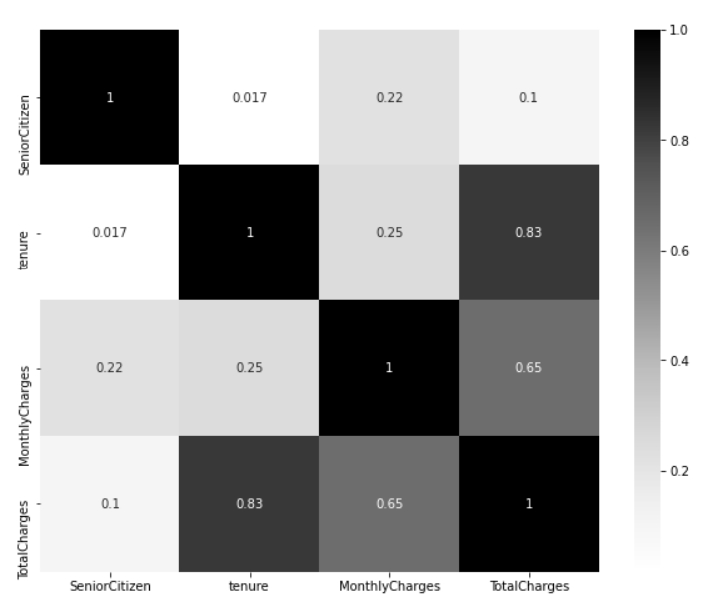 SeniorCitizen 1 0.017 0.22 0.1
tenure 0.017 1 0.25 0.83
MonthlyCharges 0.22 0.25 1 0.65
TotalCharges 0.1 0.83 0.65 1
SeniorCitizen tenure MonthlyCharges TotalCharges
1.0
0.8
0.6
0.4
0.2